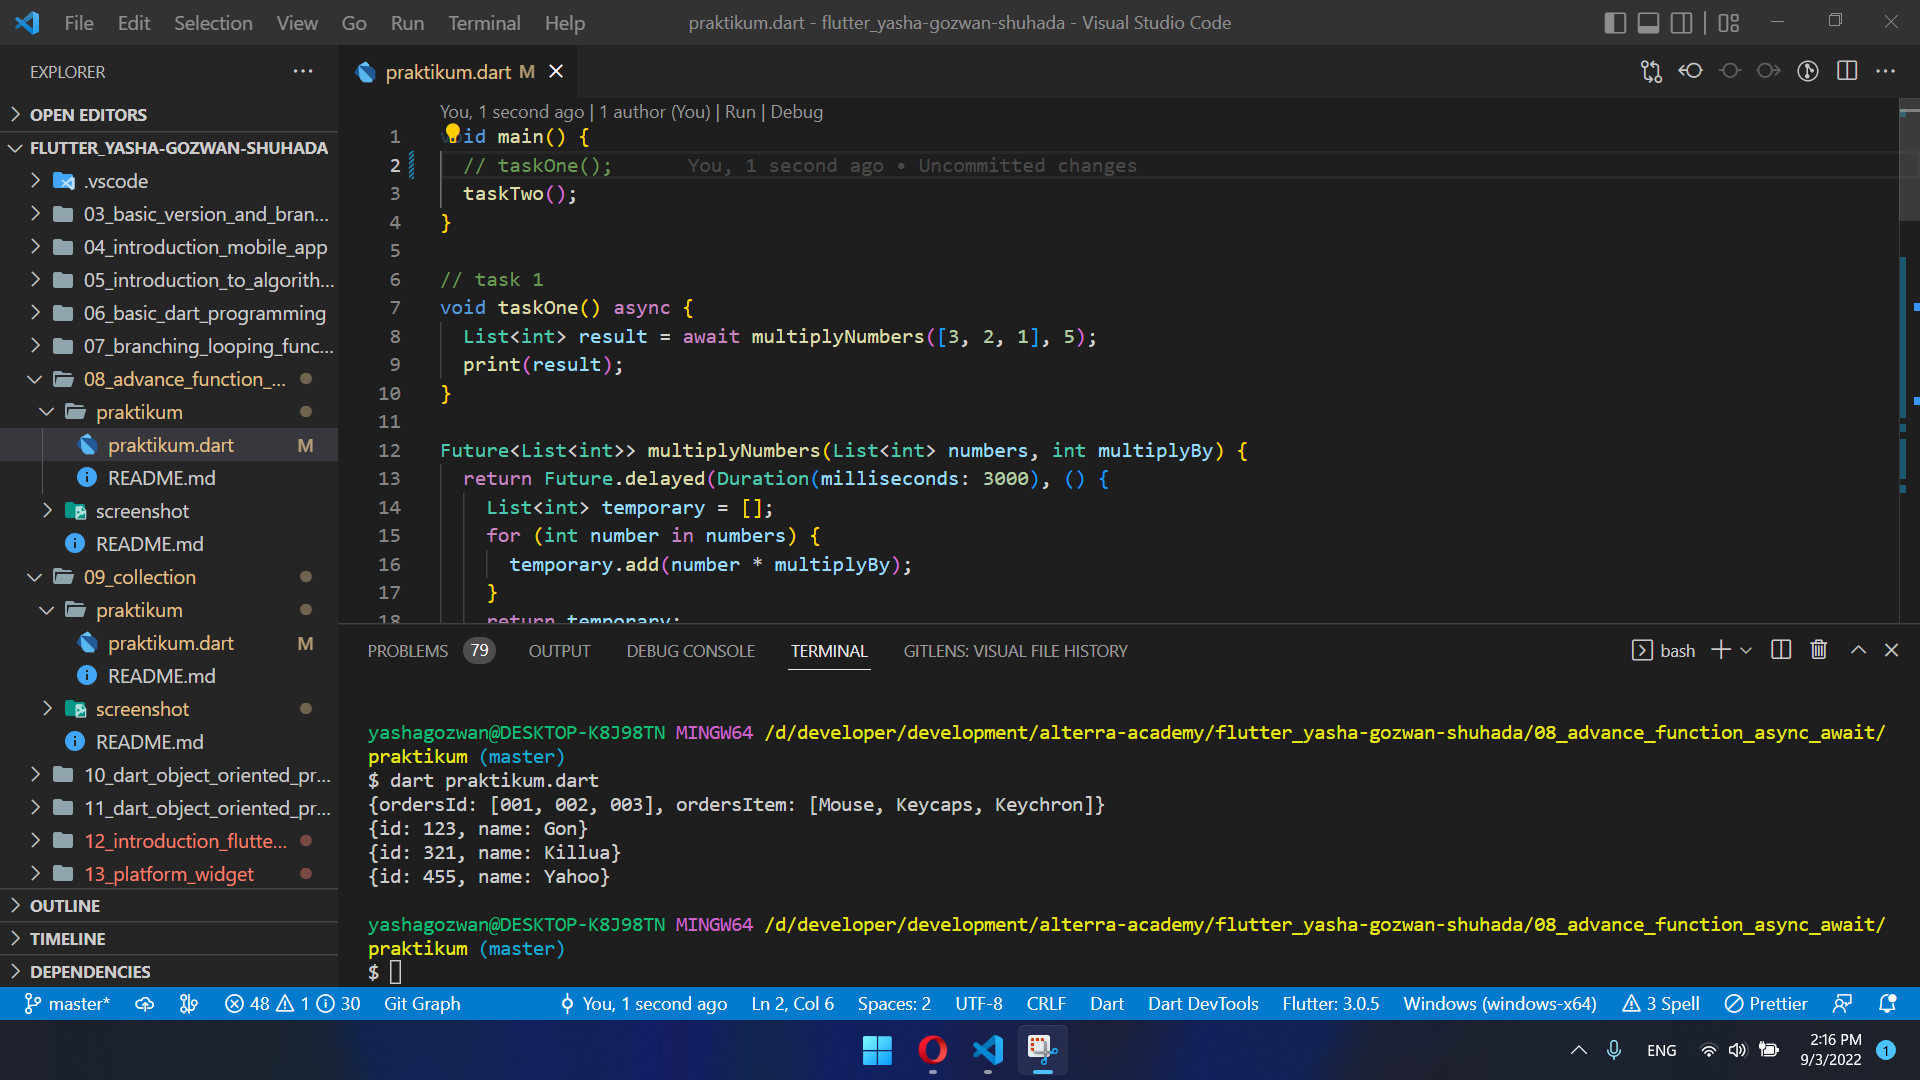 File Edit Selection View Go Run Terminal Help
praktikum.dart - flutter_yasha-gozwan-shuhada - Visual Studio Code
EXPLORER
OPEN EDITORS
FLUTTER_YASHA-GOZWAN-SHUHADA
.vscode
03_basic_version_and_bran...
04_introduction_mobile_app
05_introduction_to_algorith...
06_basic_dart_programming
07_branching_looping_func...
08_advance_function_...
praktikum
praktikum.dart M
README.md
screenshot
README.md
09_collection
praktikum
praktikum.dart M
README.md
screenshot
README.md
10_dart_object_oriented_pr...
11_dart_object_oriented_pr...
12_introduction_flutte...
13_platform_widget
OUTLINE
TIMELINE
DEPENDENCIES
praktikum.dart M
You, 1 second ago | 1 author (You) | Run | Debug
1 void main() {
2 // taskOne(); You, 1 second ago • Uncommitted changes
3 taskTwo();
4 }
5
6 // task 1
7 void taskOne() async {
8 List<int> result = await multiplyNumbers([3, 2, 1], 5);
9 print(result);
10 }
11
12 Future<List<int>> multiplyNumbers(List<int> numbers, int multiplyBy) {
13 return Future.delayed(Duration(milliseconds: 3000), () {
14 List<int> temporary = [];
15 for (int number in numbers) {
16 temporary.add(number * multiplyBy);
17 }
18 return temporary;
PROBLEMS 79 OUTPUT DEBUG CONSOLE TERMINAL GITLENS: VISUAL FILE HISTORY
bash
yashagozwan@DESKTOP-K8J98TN MINGW64 /d/developer/development/alterra-academy/flutter_yasha-gozwan-shuhada/08_advance_function_async_await/
praktikum (master)
$ dart praktikum.dart
{ordersId: [001, 002, 003], ordersItem: [Mouse, Keycaps, Keychron]}
{id: 123, name: Gon}
{id: 321, name: Killua}
{id: 455, name: Yahoo}
yashagozwan@DESKTOP-K8J98TN MINGW64 /d/developer/development/alterra-academy/flutter_yasha-gozwan-shuhada/08_advance_function_async_await/
praktikum (master)
$
master* 48 1 30 Git Graph You, 1 second ago Ln 2, Col 6 Spaces: 2 UTF-8 CRLF Dart Dart DevTools Flutter: 3.0.5 Windows (windows-x64) 3 Spell Prettier
ENG
2:16 PM
9/3/2022
1